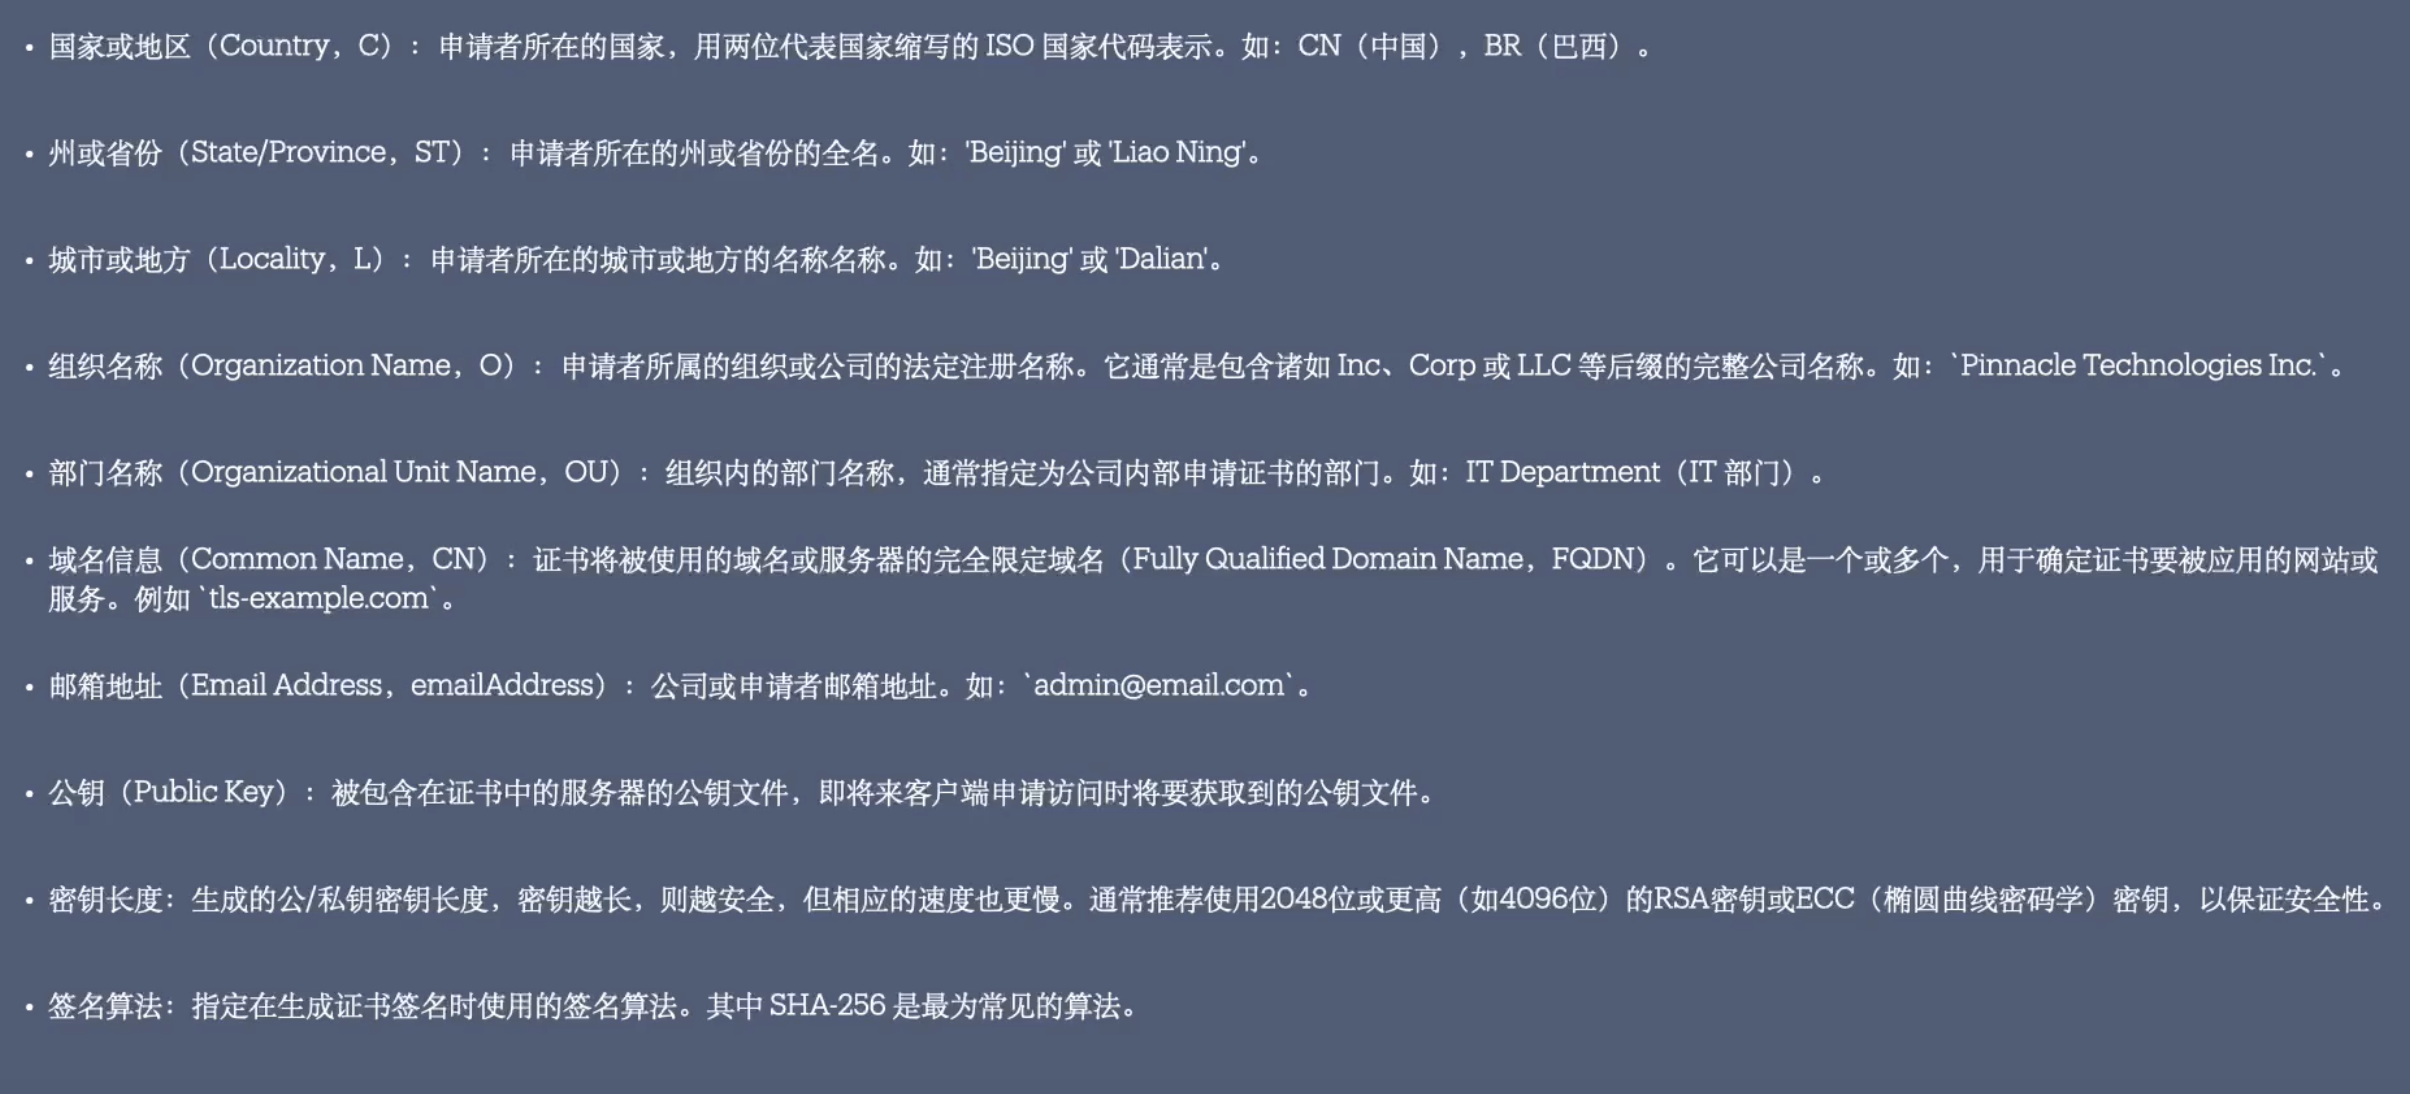 • 国家或地区（Country，C）：申请者所在的国家，用两位代表国家缩写的 ISO 国家代码表示。如：CN（中国），BR（巴西）。
• 州或省份（State/Province，ST）：申请者所在的州或省份的全名。如：'Beijing' 或 'Liao Ning'。
• 城市或地方（Locality，L）：申请者所在的城市或地方的名称名称。如：'Beijing' 或 'Dalian'。
• 组织名称（Organization Name，O）：申请者所属的组织或公司的法定注册名称。它通常是包含诸如 Inc、Corp 或 LLC 等后缀的完整公司名称。如：`Pinnacle Technologies Inc.`。
• 部门名称（Organizational Unit Name，OU）：组织内的部门名称，通常指定为公司内部申请证书的部门。如：IT Department（IT 部门）。
• 域名信息（Common Name，CN）：证书将被使用的域名或服务器的完全限定域名（Fully Qualified Domain Name，FQDN）。它可以是一个或多个，用于确定证书要被应用的网站或
服务。例如 `tls-example.com`。
• 邮箱地址（Email Address，emailAddress）：公司或申请者邮箱地址。如：`admin@email.com`。
• 公钥（Public Key）：被包含在证书中的服务器的公钥文件，即将来客户端申请访问时将要获取到的公钥文件。
• 密钥长度：生成的公/私钥密钥长度，密钥越长，则越安全，但相应的速度也更慢。通常推荐使用2048位或更高（如4096位）的RSA密钥或ECC（椭圆曲线密码学）密钥，以保证安全性。
• 签名算法：指定在生成证书签名时使用的签名算法。其中 SHA-256 是最为常见的算法。